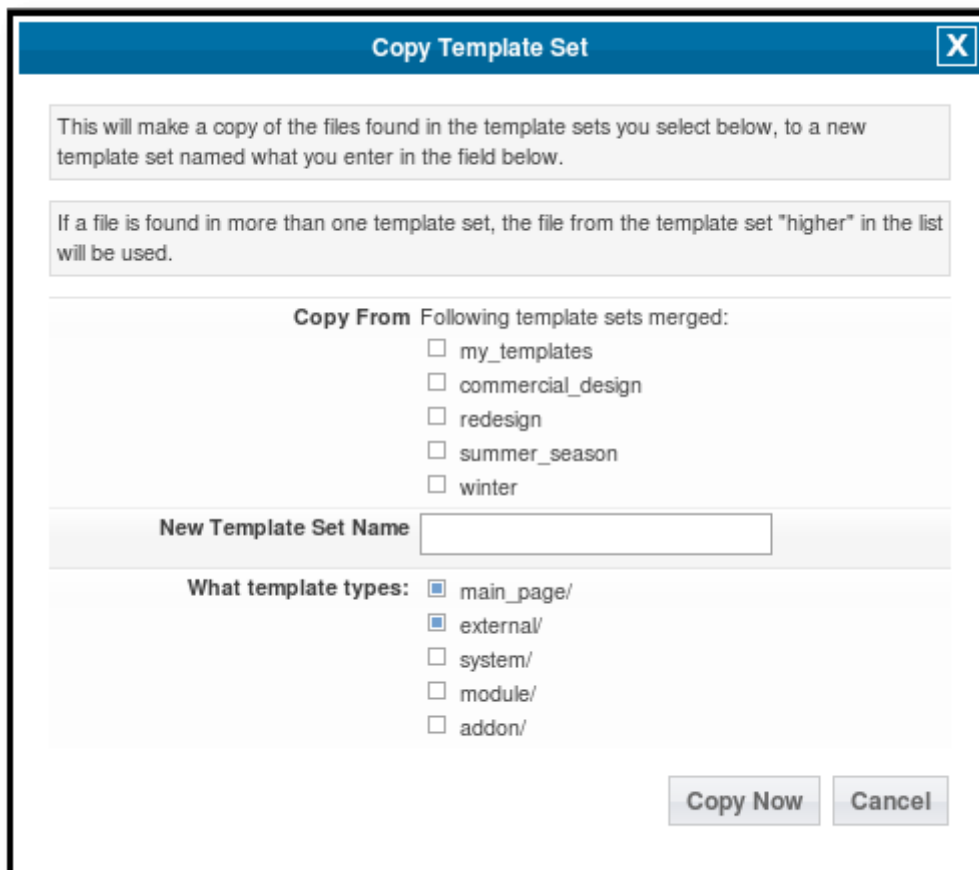 Copy Template Set X
This will make a copy of the files found in the template sets you select below, to a new
template set named what you enter in the field below.
If a file is found in more than one template set, the file from the template set "higher" in the list
will be used.
Copy From Following template sets merged:
my_templates
commercial_design
redesign
summer_season
winter
New Template Set Name
What template types: main_page/
external/
system/
module/
addon/
Copy Now Cancel